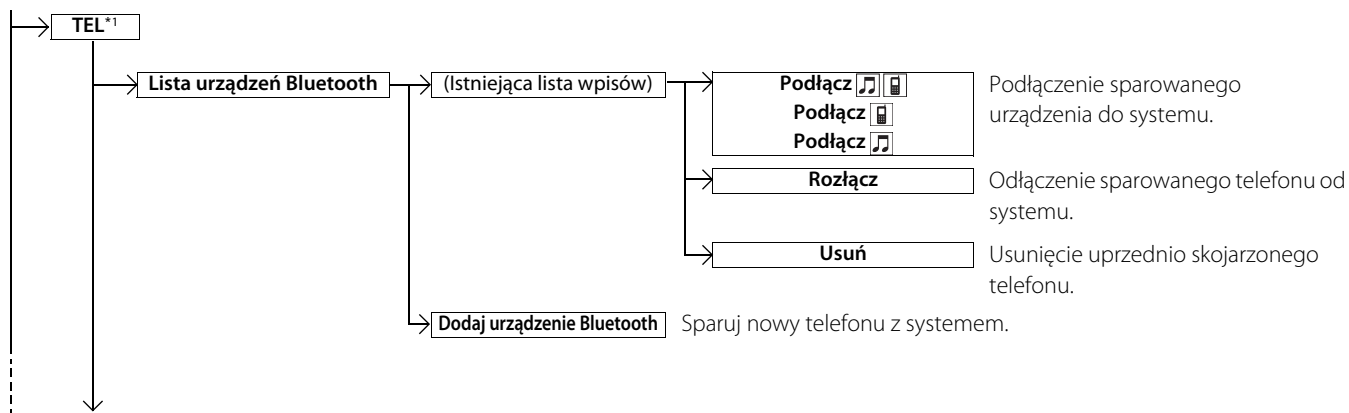 TEL*1
Lista urządzeń Bluetooth
(Istniejąca lista wpisów)
Podłącz
Podłącz
Podłącz
Podłączenie sparowanego
urządzenia do systemu.
Rozłącz
Odłączenie sparowanego telefonu od
systemu.
Usuń
Usunięcie uprzednio skojarzonego
telefonu.
Dodaj urządzenie Bluetooth
Sparuj nowy telefonu z systemem.